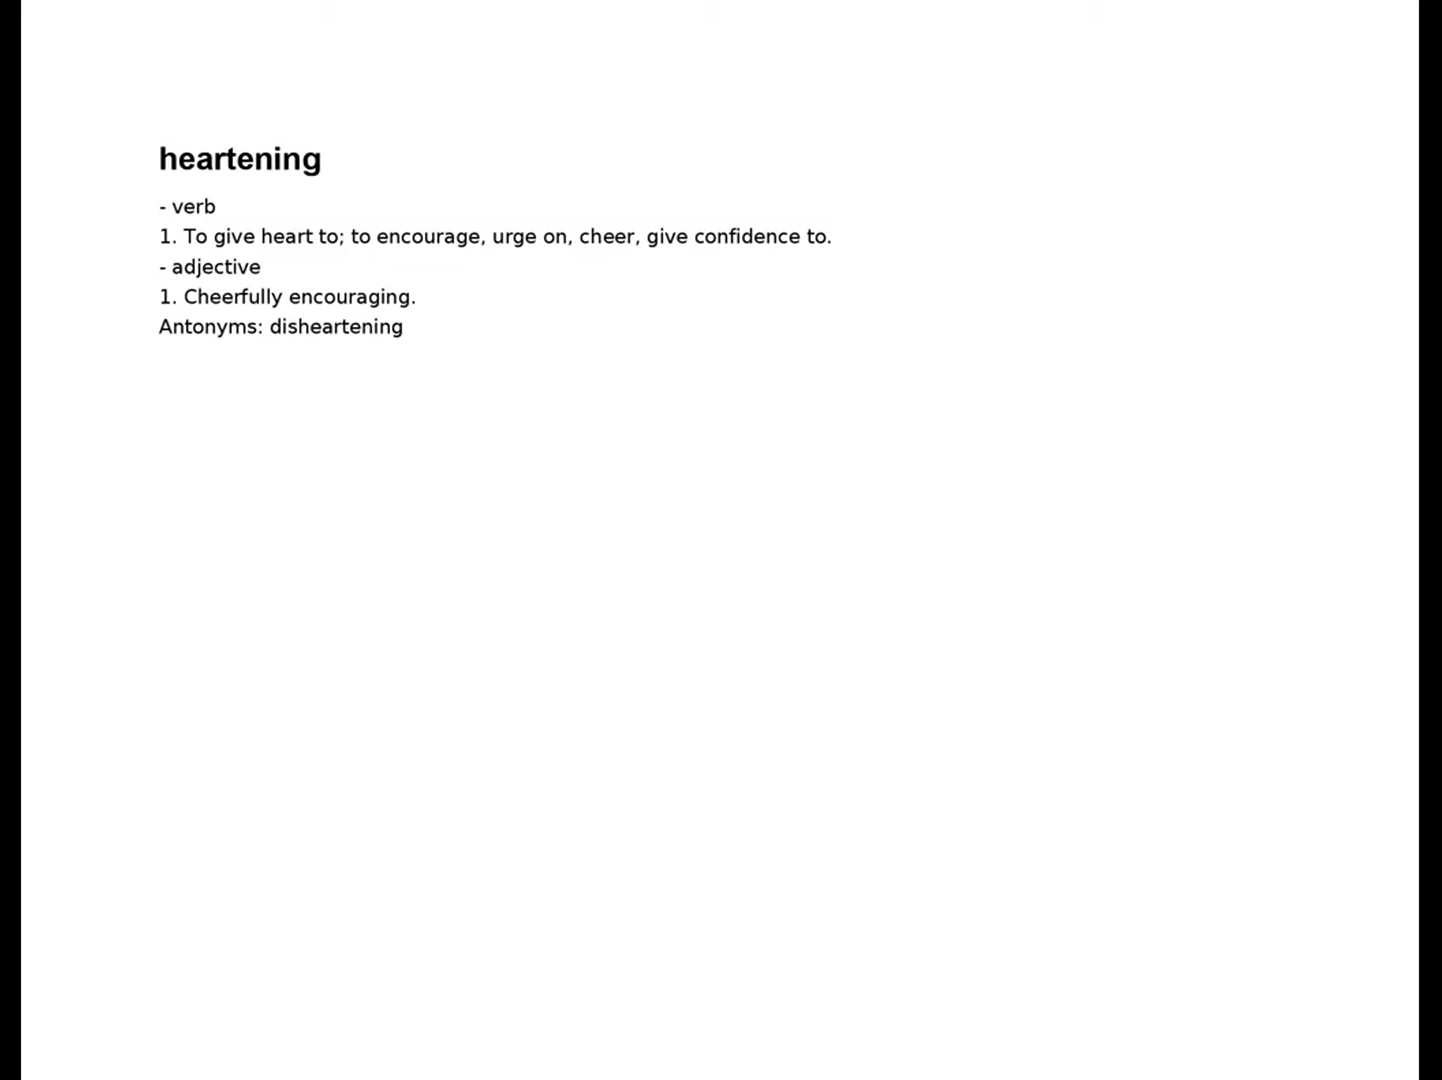 heartening
- verb
1. To give heart to; to encourage, urge on, cheer, give confidence to.
- adjective
1. Cheerfully encouraging.
Antonyms: disheartening